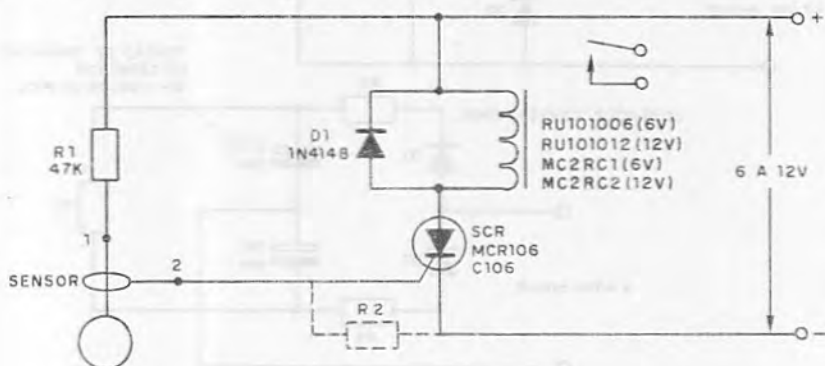 +
R1
47K
D1
1N4148
RU101006(6V)
RU101012(12V)
MC2RC1(6V)
MC2RC2(12V)
6 A 12V
SCR
MCR106
C106
1
SENSOR
2
R2
−